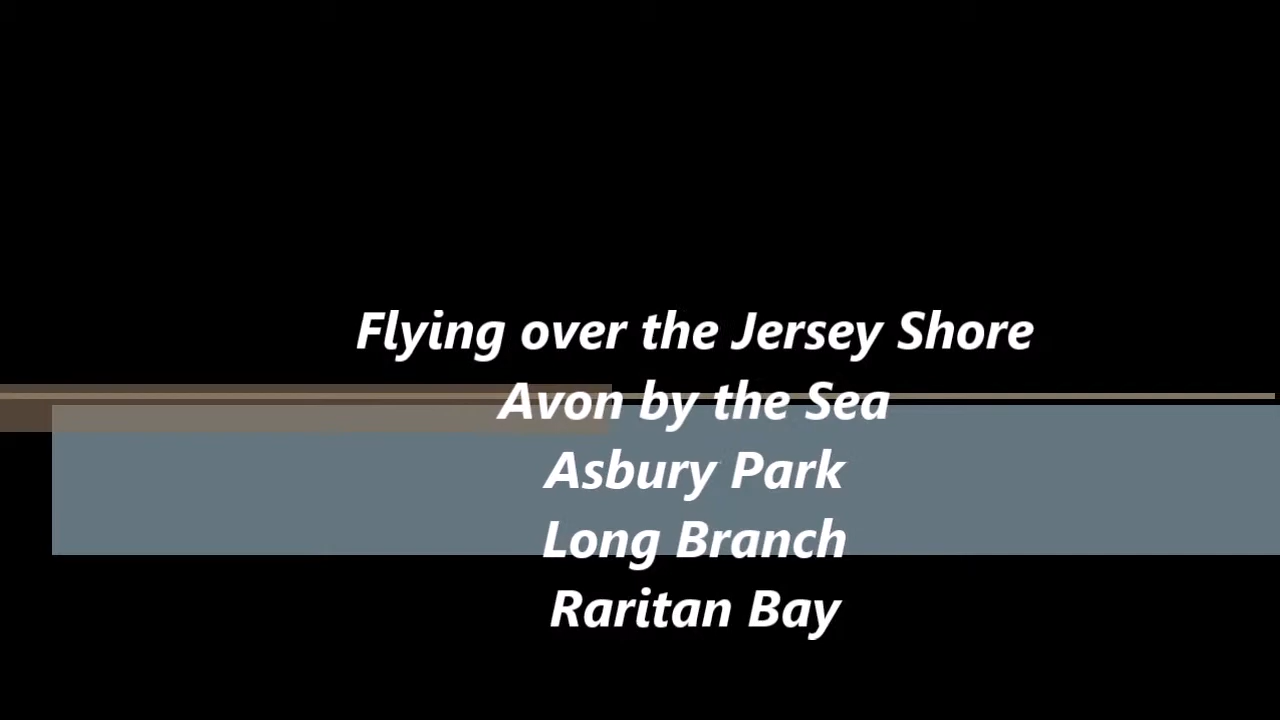 Flying over the Jersey Shore
Avon by the Sea
Asbury Park
Long Branch
Raritan Bay